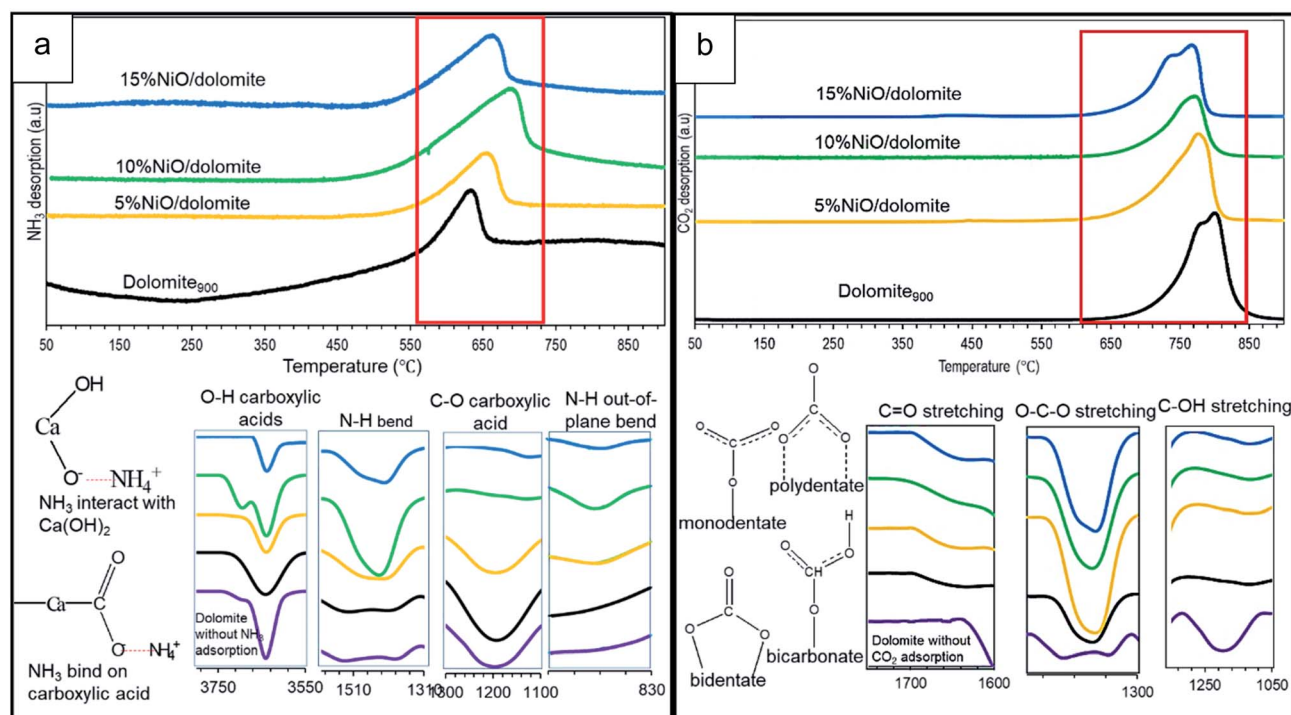 a
NH3 desorption (a.u)
15%NiO/dolomite
10%NiO/dolomite
5%NiO/dolomite
Dolomite900
50 150 250 350 450 550 650 750 850
Temperature (℃)
OH
Ca
O- NH4+
NH3 interact with
Ca(OH)2
O
Ca C
O- NH4+
NH3 bind on
carboxylic acid
O-H carboxylic
acids
N-H bend
C-O carboxylic
acid
N-H out-of-
plane bend
Dolomite
without NH3
adsorption
3750 3550
1510 1310
1300 1200 1100
830
b
CO2 desorption (a.u)
15%NiO/dolomite
10%NiO/dolomite
5%NiO/dolomite
Dolomite900
50 150 250 350 450 550 650 750 850
Temperature (℃)
O
C
O O
O
C
O O
polydentate
monodentate
O
H
O
C
O O
O
CH
O
bidentate
bicarbonate
C=O stretching
O-C-O stretching
C-OH stretching
Dolomite without
CO2 adsorption
1700 1600
1300
1250 1050